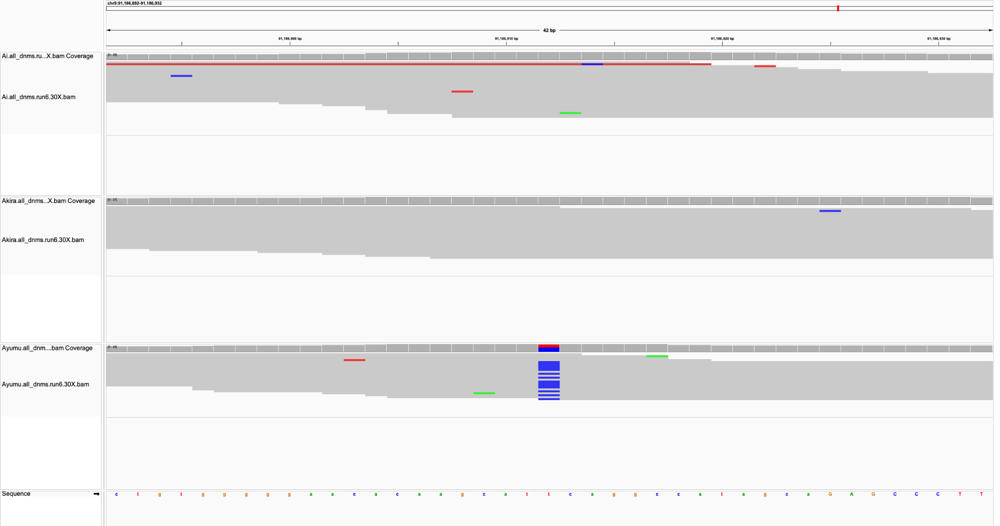 chr9:91,186,892-91,186,932
42 bp
91,186,900 bp 91,186,910 bp 91,186,920 bp 91,186,930 bp
Ai.all_dnms.ru...X.bam Coverage
[0 - 29]
Ai.all_dnms.run6.30X.bam
Akira.all_dnms...X.bam Coverage
[0 - 27]
Akira.all_dnms.run6.30X.bam
Ayumu.all_dnm....bam Coverage
[0 - 24]
Ayumu.all_dnms.run6.30X.bam
Sequence
c t g t g g g g g a a c a c a a g c a t t c a g g c c a t a g c a G A G C C C T T